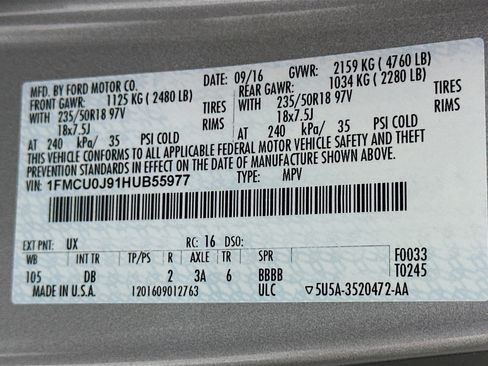 MFD. BY FORD MOTOR CO. DATE: 09/16 GVWR: 2159 KG ( 4760 LB)
FRONT GAWR: 1125 KG ( 2480 LB) REAR GAWR: 1034 KG ( 2280 LB)
WITH 235/50R18 97V TIRES WITH 235/50R18 97V TIRES
18x7.5J RIMS 18x7.5J RIMS
AT 240 kPa/ 35 PSI COLD AT 240 kPa/ 35 PSI COLD
THIS VEHICLE CONFORMS TO ALL APPLICABLE FEDERAL MOTOR VEHICLE SAFETY AND THEFT
PREVENTION STANDARDS IN EFFECT ON THE DATE OF MANUFACTURE SHOWN ABOVE.
VIN: 1FMCU0J91HUB55977 TYPE: MPV
EXT PNT: UX RC: 16 DSO: F0033
WB INT TR TP/PS R AXLE TR SPR T0245
105 DB 2 3A 6 BBBB
MADE IN U.S.A. 1201609012763 ULC ▽5U5A-3520472-AA